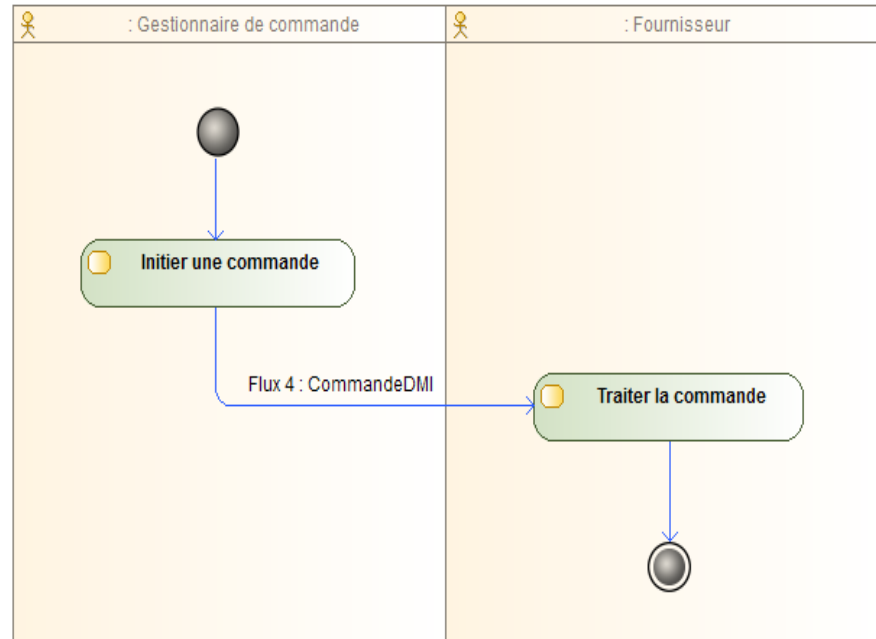 : Gestionnaire de commande
: Fournisseur
Initier une commande
Flux 4 : CommandeDMI
Traiter la commande